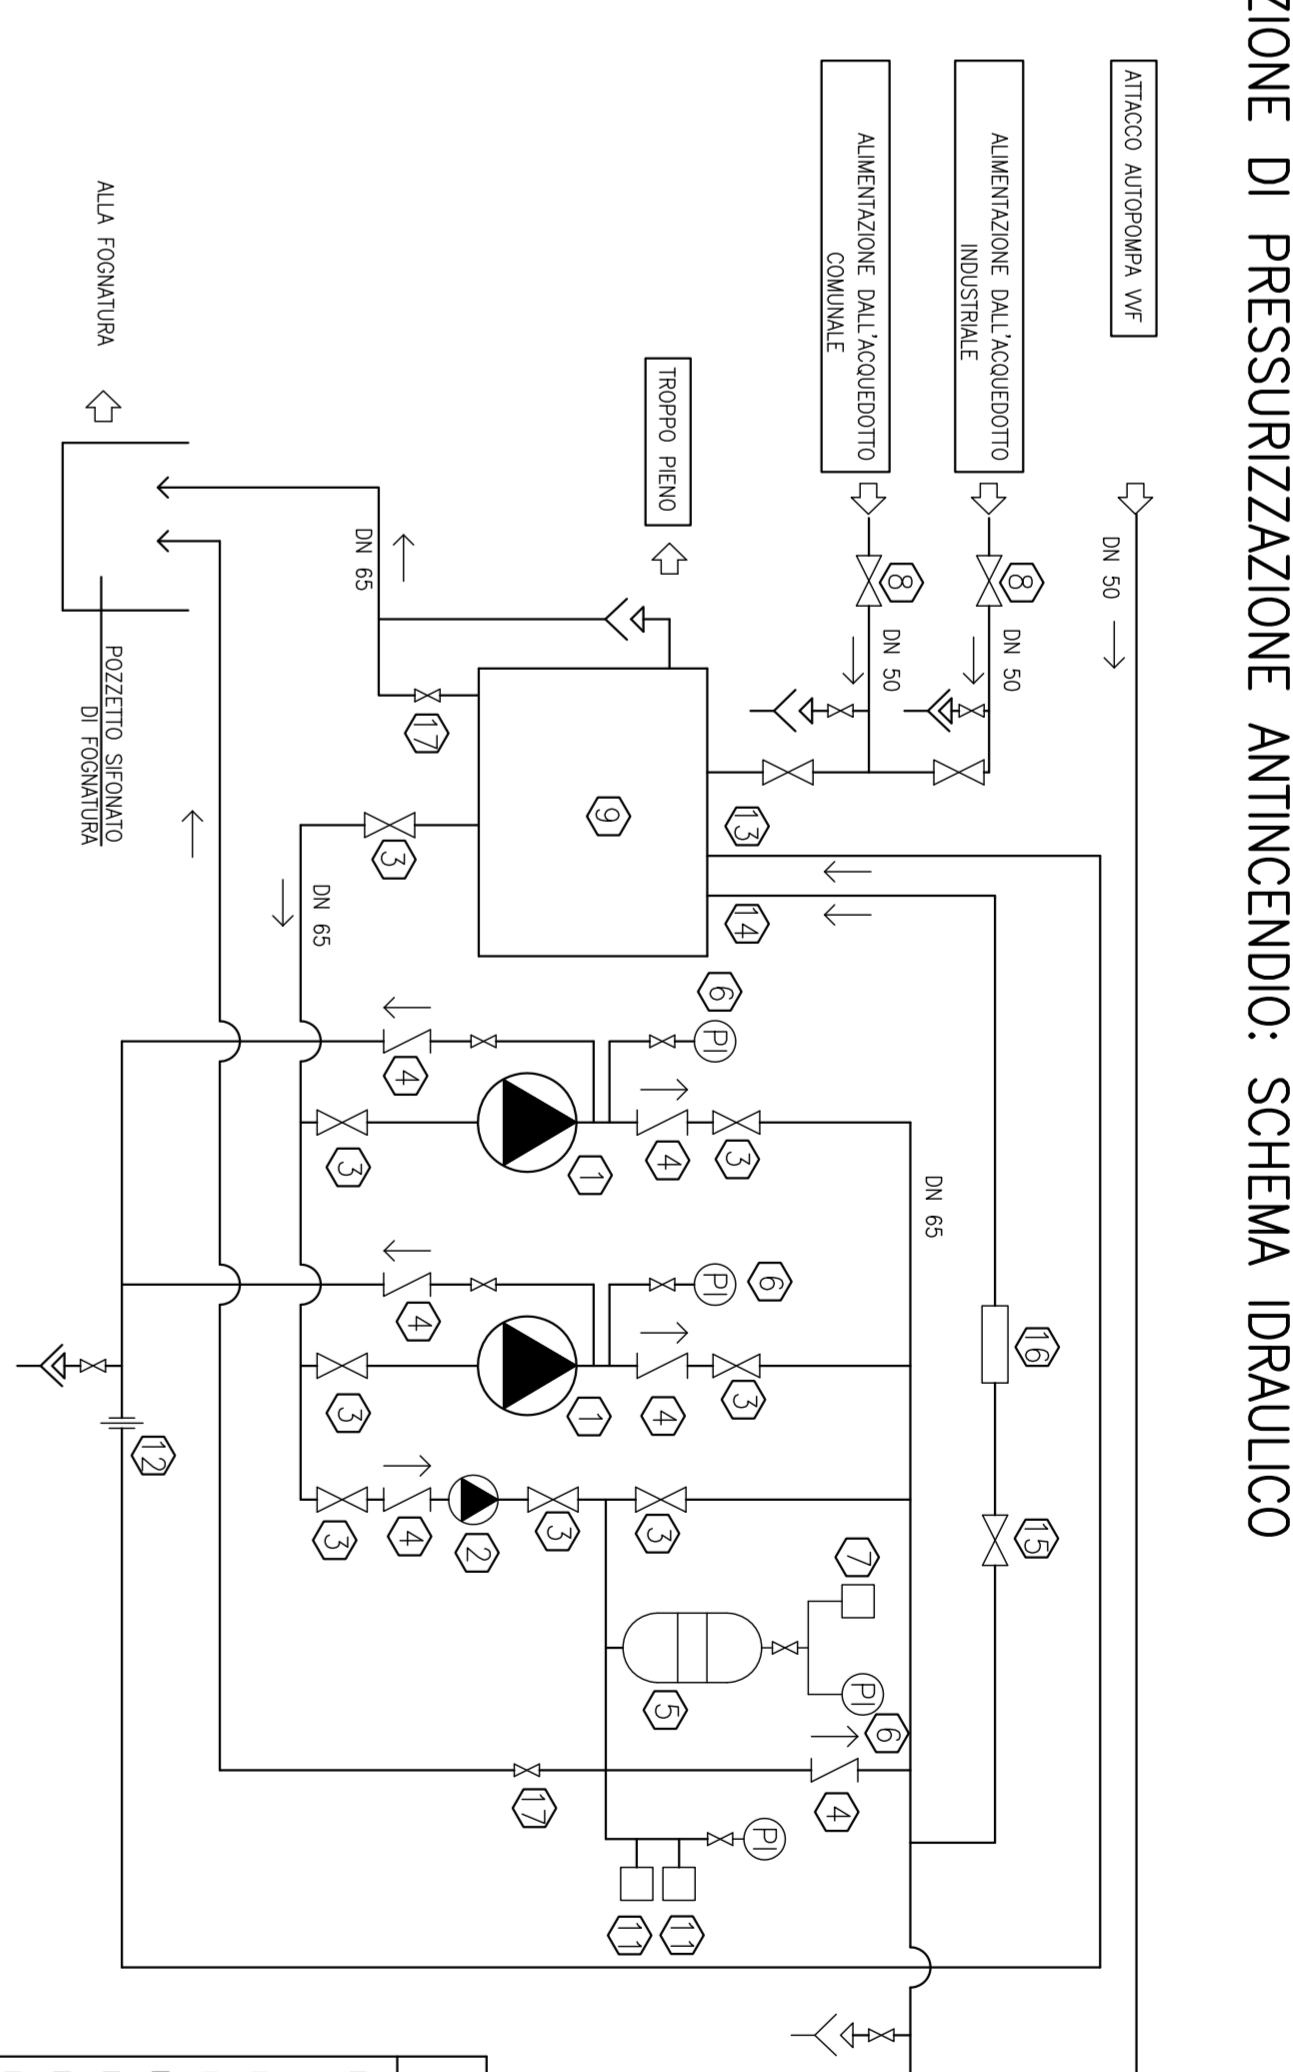 ZIONE DI PRESSURIZZAZIONE ANTINCENDIO: SCHEMA IDRAULICO
ATTACCO AUTOPOMPA VVF
DN 50
ALIMENTAZIONE DALL'ACQUEDOTTO
INDUSTRIALE
8
DN 50
16
15
ALIMENTAZIONE DALL'ACQUEDOTTO
COMUNALE
8
DN 50
DN 65
7
PI
6
4
13
14
6
PI
3
6
PI
3
PI
TROPPO PIENO
4
4
3
5
11
11
9
1
1
3
17
2
17
3
4
4
4
DN 65
DN 65
3
3
3
12
ALLA FOGNATURA
POZZETTO SIFONATO
DI FOGNATURA